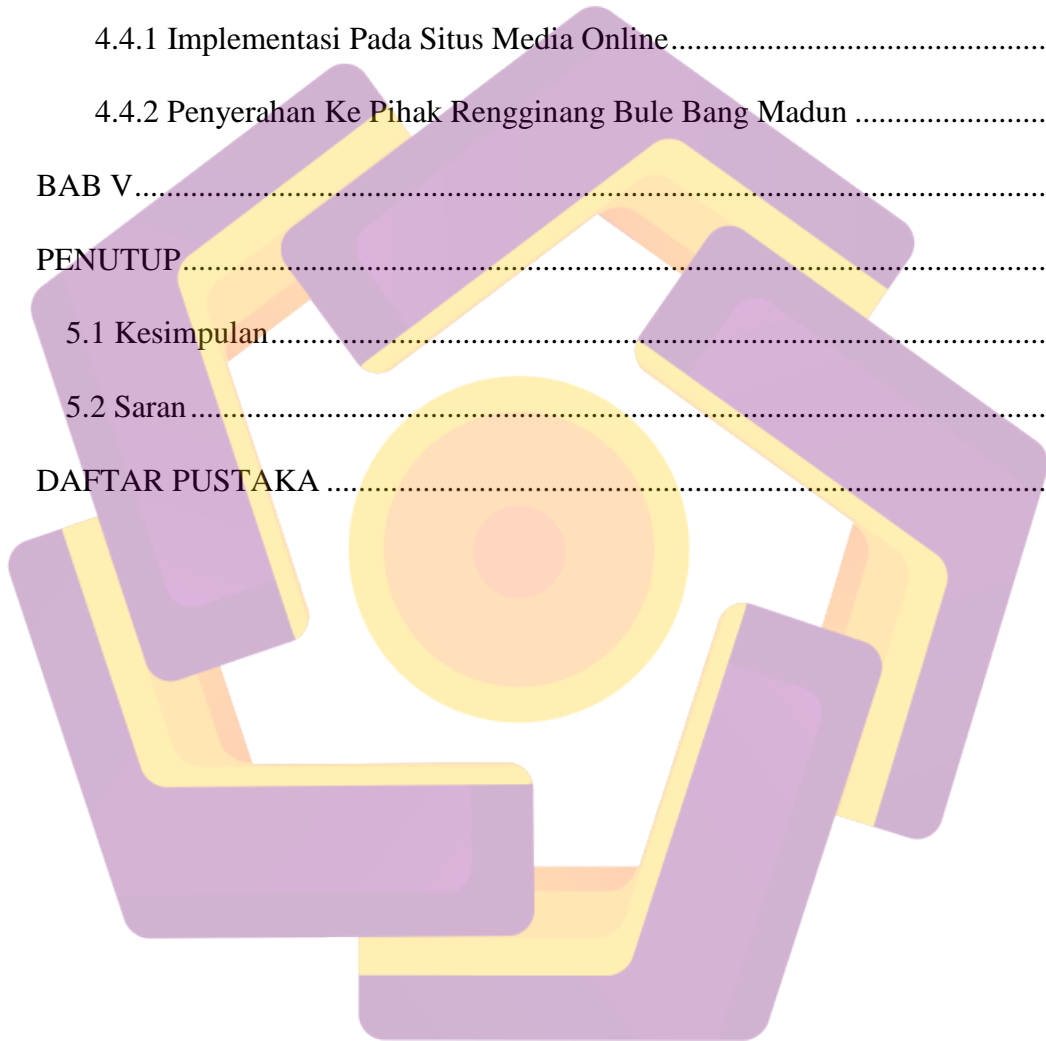 4.4.1 Implementasi Pada Situs Media Online................................................
4.4.2 Penyerahan Ke Pihak Rengginang Bule Bang Madun ........................
BAB V....................................................................................................................
PENUTUP..............................................................................................................
5.1 Kesimpulan.................................................................................................
5.2 Saran ...........................................................................................................
DAFTAR PUSTAKA ...........................................................................................